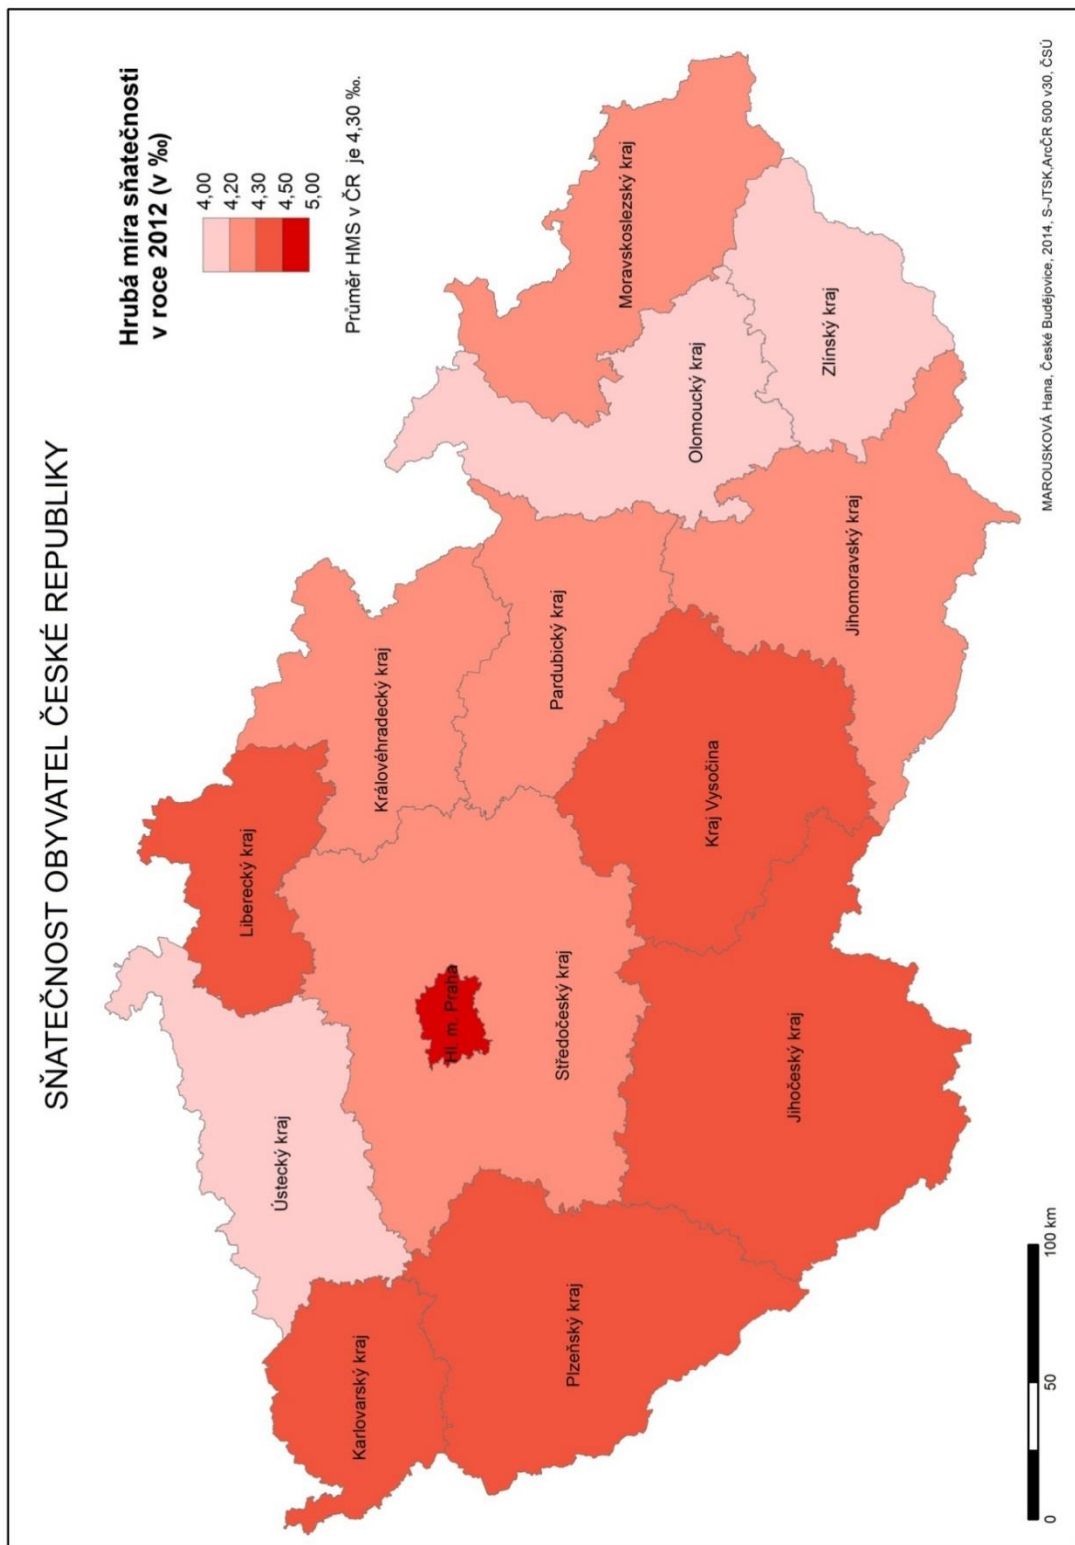 SŇATEČNOST OBYVATEL ČESKÉ REPUBLIKY
Hrubá míra sňatečnosti
v roce 2012 (v ‰)
4,00
4,20
4,30
4,50
5,00
Průměr HMS v ČR je 4,30 ‰.
Liberecký kraj
Ústecký kraj
Karlovarský kraj
Královéhradecký kraj
Hl. m. Praha
Středočeský kraj
Pardubický kraj
Plzeňský kraj
Moravskoslezský kraj
Olomoucký kraj
Kraj Vysočina
Jihočeský kraj
Zlínský kraj
Jihomoravský kraj
0
50
100 km
MAROUSKOVÁ Hana, České Budějovice, 2014, S-JTSK,ArcČR 500 v30, ČSÚ